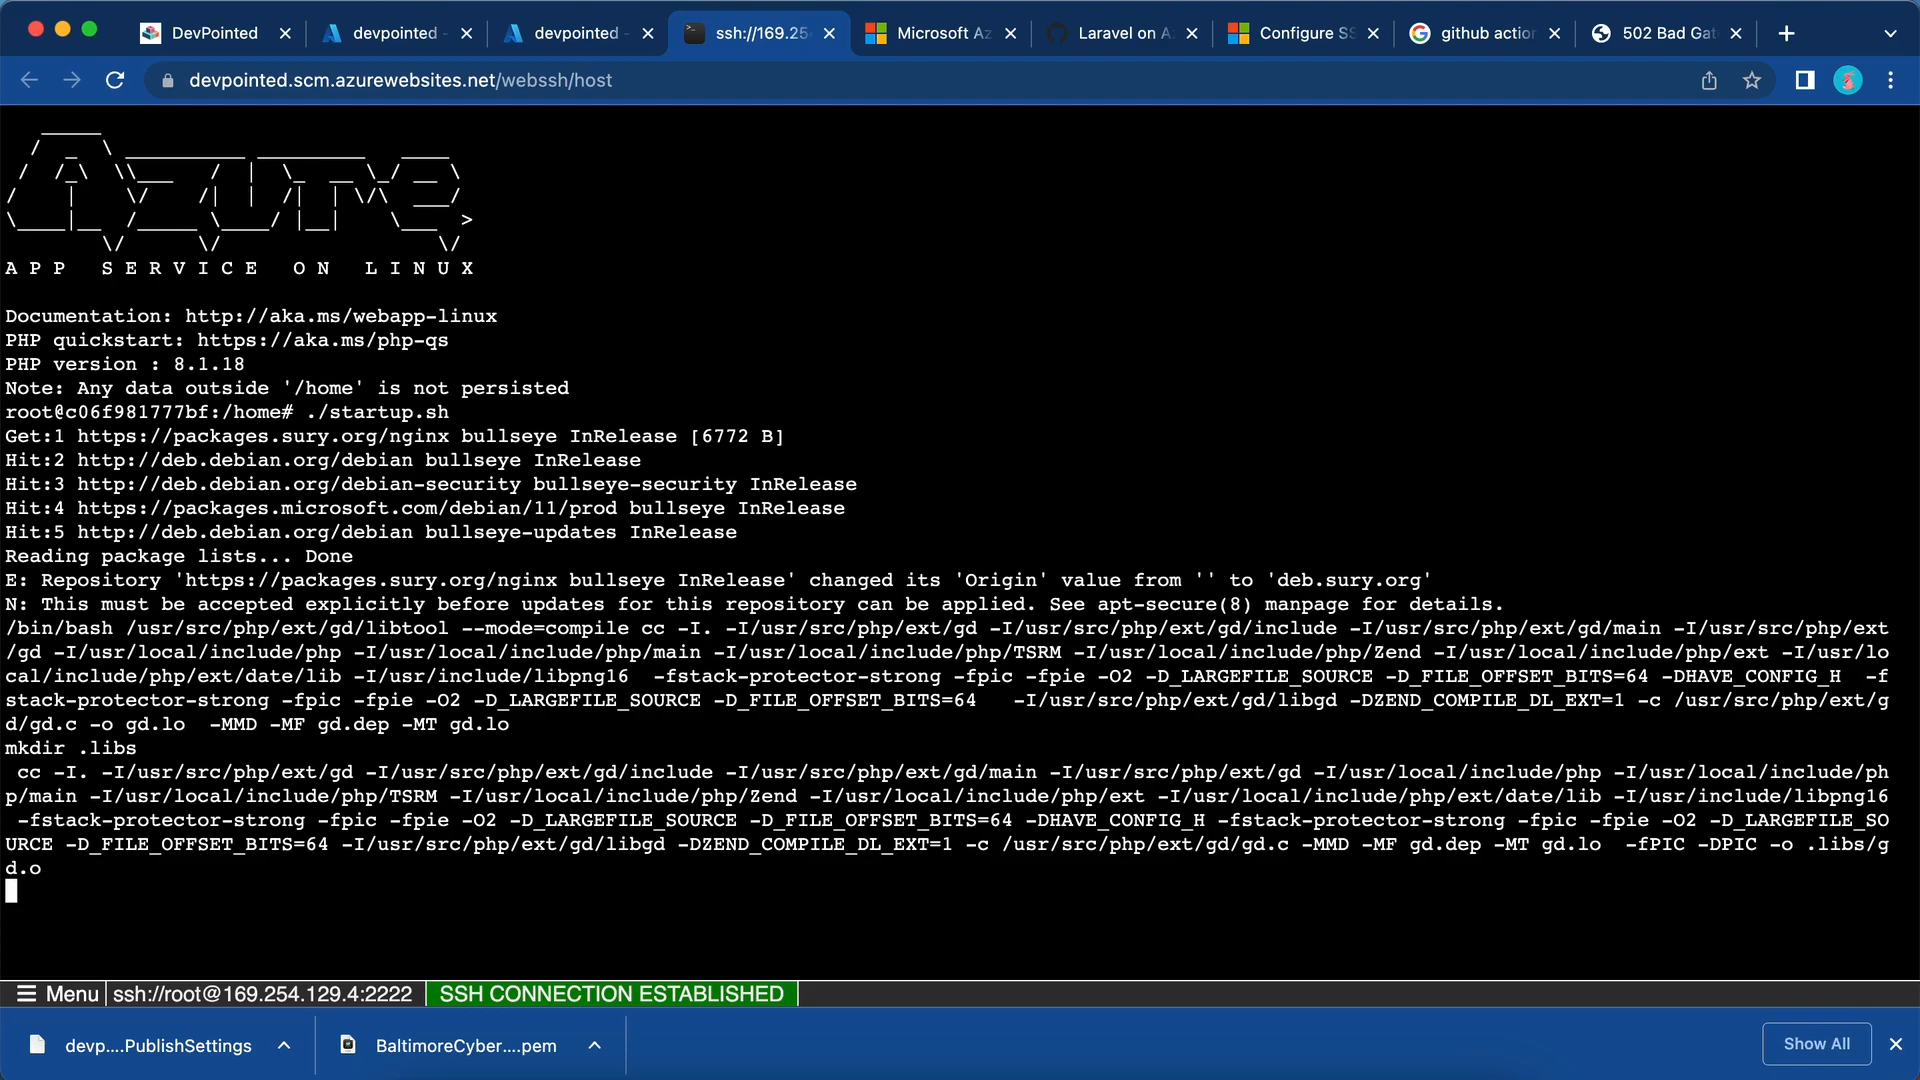 DevPointed
devpointed -
devpointed -
ssh://169.25
Microsoft Az
Laravel on A
Configure SS
github action
502 Bad Gat
devpointed.scm.azurewebsites.net/webssh/host
APP SERVICE ON LINUX
Documentation: http://aka.ms/webapp-linux
PHP quickstart: https://aka.ms/php-qs
PHP version : 8.1.18
Note: Any data outside '/home' is not persisted
root@c06f981777bf:/home# ./startup.sh
Get:1 https://packages.sury.org/nginx bullseye InRelease [6772 B]
Hit:2 http://deb.debian.org/debian bullseye InRelease
Hit:3 http://deb.debian.org/debian-security bullseye-security InRelease
Hit:4 https://packages.microsoft.com/debian/11/prod bullseye InRelease
Hit:5 http://deb.debian.org/debian bullseye-updates InRelease
Reading package lists... Done
E: Repository 'https://packages.sury.org/nginx bullseye InRelease' changed its 'Origin' value from '' to 'deb.sury.org'
N: This must be accepted explicitly before updates for this repository can be applied. See apt-secure(8) manpage for details.
/bin/bash /usr/src/php/ext/gd/libtool --mode=compile cc -I. -I/usr/src/php/ext/gd -I/usr/src/php/ext/gd/include -I/usr/src/php/ext/gd/main -I/usr/src/php/ext
/gd -I/usr/local/include/php -I/usr/local/include/php/main -I/usr/local/include/php/TSRM -I/usr/local/include/php/Zend -I/usr/local/include/php/ext -I/usr/lo
cal/include/php/ext/date/lib -I/usr/include/libpng16  -fstack-protector-strong -fpic -fpie -O2 -D_LARGEFILE_SOURCE -D_FILE_OFFSET_BITS=64 -DHAVE_CONFIG_H  -f
stack-protector-strong -fpic -fpie -O2 -D_LARGEFILE_SOURCE -D_FILE_OFFSET_BITS=64   -I/usr/src/php/ext/gd/libgd -DZEND_COMPILE_DL_EXT=1 -c /usr/src/php/ext/g
d/gd.c -o gd.lo  -MMD -MF gd.dep -MT gd.lo
mkdir .libs
cc -I. -I/usr/src/php/ext/gd -I/usr/src/php/ext/gd/include -I/usr/src/php/ext/gd/main -I/usr/src/php/ext/gd -I/usr/local/include/php -I/usr/local/include/ph
p/main -I/usr/local/include/php/TSRM -I/usr/local/include/php/Zend -I/usr/local/include/php/ext -I/usr/local/include/php/ext/date/lib -I/usr/include/libpng16
-fstack-protector-strong -fpic -fpie -O2 -D_LARGEFILE_SOURCE -D_FILE_OFFSET_BITS=64 -DHAVE_CONFIG_H -fstack-protector-strong -fpic -fpie -O2 -D_LARGEFILE_SO
URCE -D_FILE_OFFSET_BITS=64 -I/usr/src/php/ext/gd/libgd -DZEND_COMPILE_DL_EXT=1 -c /usr/src/php/ext/gd/gd.c -MMD -MF gd.dep -MT gd.lo  -fPIC -DPIC -o .libs/g
d.o
Menu
ssh://root@169.254.129.4:2222
SSH CONNECTION ESTABLISHED
devp....PublishSettings
BaltimoreCyber....pem
Show All